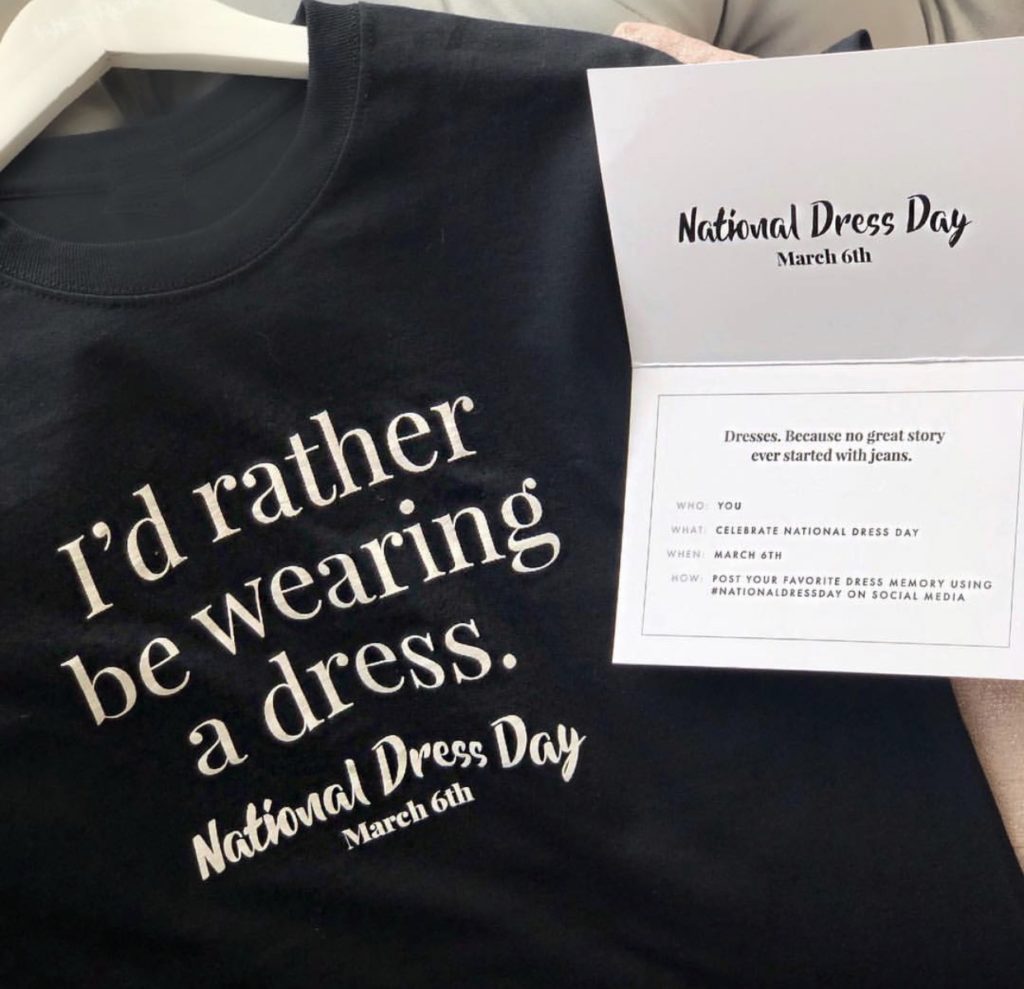 I'd rather
be wearing
a dress.
National Dress Day
March 6th
National Dress Day
March 6th
Dresses. Because no great story
ever started with jeans.
WHO: YOU
WHAT: CELEBRATE NATIONAL DRESS DAY
WHEN: MARCH 6TH
HOW: POST YOUR FAVORITE DRESS MEMORY USING
#NATIONALDRESSDAY ON SOCIAL MEDIA